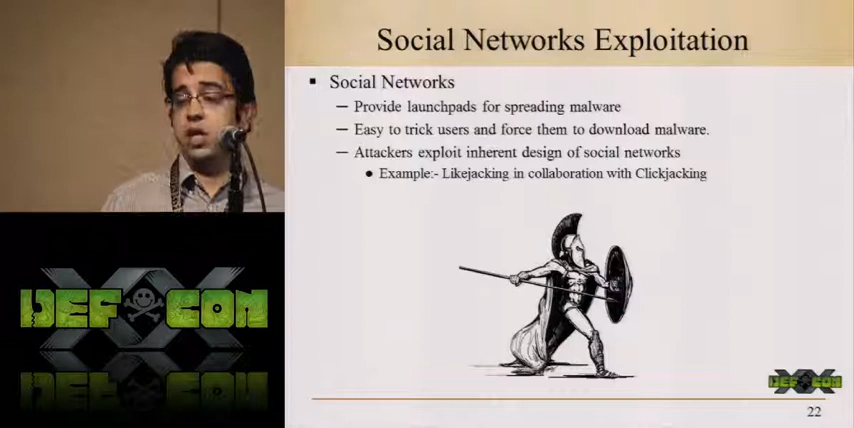 Social Networks Exploitation
Social Networks
– Provide launchpads for spreading malware
– Easy to trick users and force them to download malware.
– Attackers exploit inherent design of social networks
Example:- Likejacking in collaboration with Clickjacking
DEF CON
XX
DEF CON
22